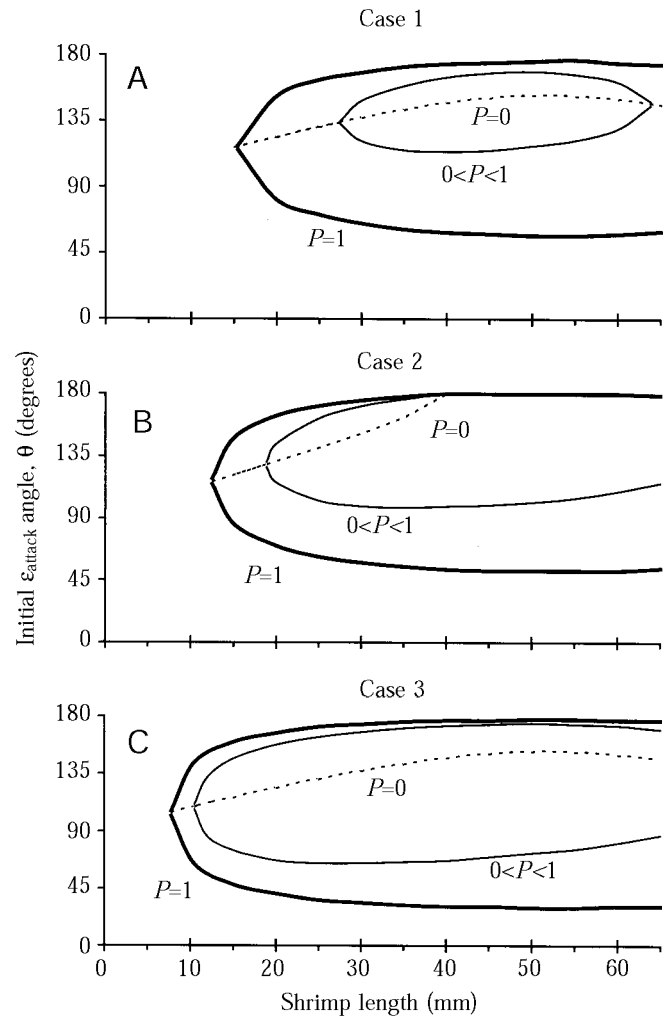 Case 1
A
180
135
90
45
0
P=0
0<P<1
P=1
Case 2
B
180
135
90
45
0
P=0
0<P<1
P=1
Case 3
C
180
135
90
45
0
P=0
0<P<1
P=1
0 10 20 30 40 50 60
Shrimp length (mm)
Initial εattack angle, θ (degrees)